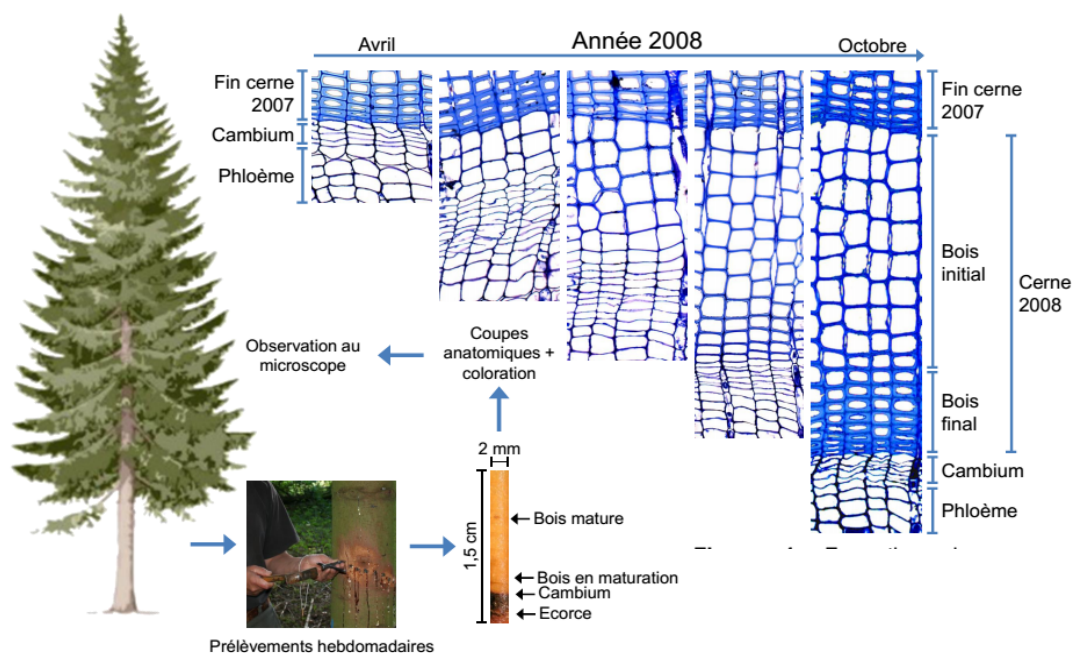 Avril
Année 2008
Octobre
Fin cerne
2007
Cambium
Phloème
Fin cerne
2007
Bois
initial
Cerne
2008
Bois
final
Cambium
Phloème
Observation au
microscope
Coupes
anatomiques +
coloration
2 mm
1,5 cm
Bois mature
Bois en maturation
Cambium
Ecorce
Prélèvements hebdomadaires